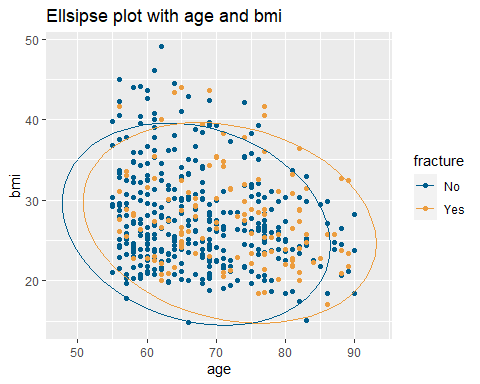 Ellsipse plot with age and bmi
50
40
30
20
bmi
50
60
70
80
90
age
fracture
No
Yes